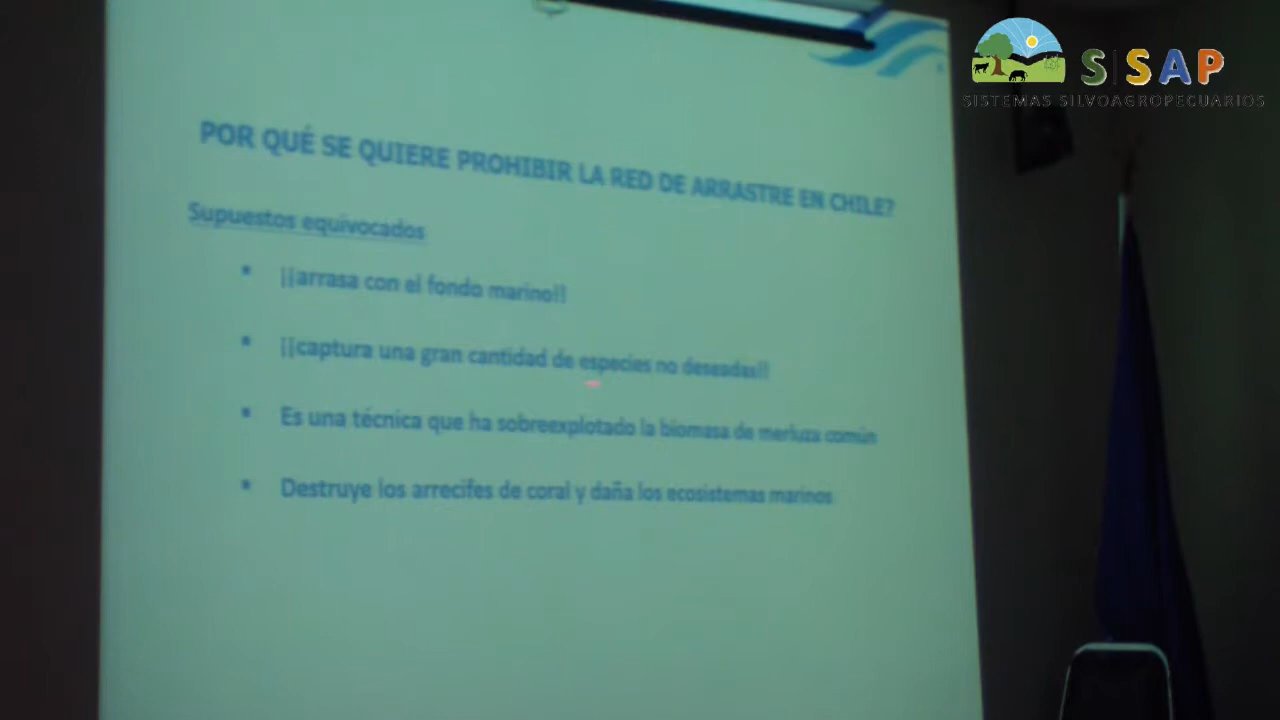 SISAP
SISTEMAS SILVOAGROPECUARIOS
POR QUÉ SE QUIERE PROHIBIR LA RED DE ARRASTRE EN CHILE?
Supuestos equivocados
▪ ¡¡arrasa con el fondo marino!!
▪ ¡¡captura una gran cantidad de especies no deseadas!!
▪ Es una técnica que ha sobreexplotado la biomasa de merluza común
▪ Destruye los arrecifes de coral y daña los ecosistemas marinos